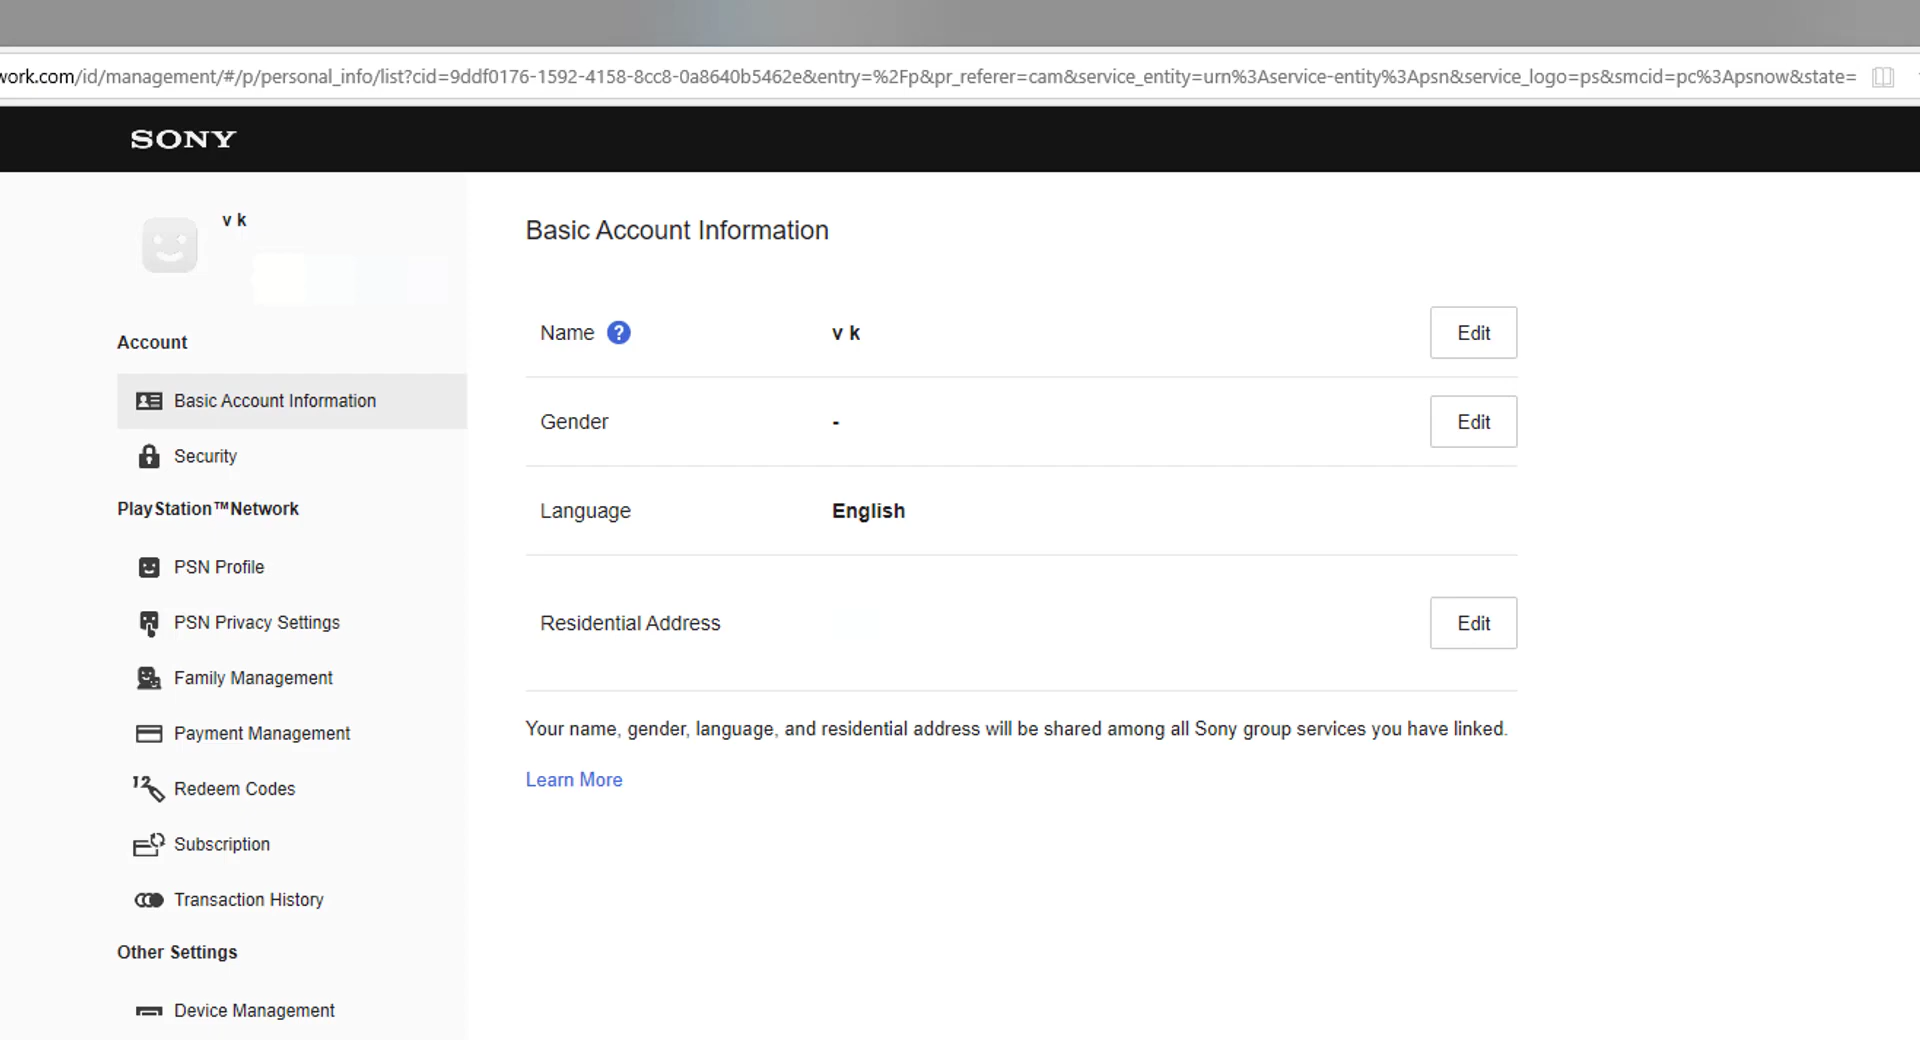 work.com/id/management/#/p/personal_info/list?cid=9ddf0176-1592-4158-8cc8-0a8640b5462e&entry=%2Fp&pr_referer=cam&service_entity=urn%3Aservice-entity%3Apsn&service_logo=ps&smcid=pc%3Apsnow&state=
SONY
v k
Account
Basic Account Information
Security
PlayStation™Network
PSN Profile
PSN Privacy Settings
Family Management
Payment Management
Redeem Codes
Subscription
Transaction History
Other Settings
Device Management
Basic Account Information
Name ? v k Edit
Gender - Edit
Language English
Residential Address Edit
Your name, gender, language, and residential address will be shared among all Sony group services you have linked.
Learn More